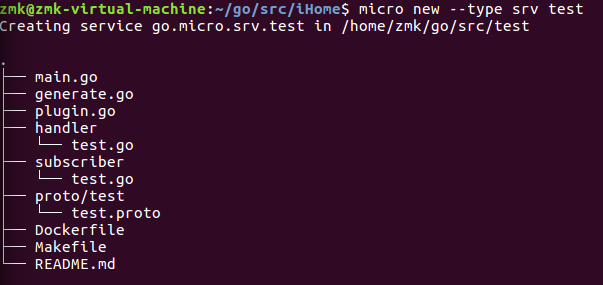 zmk@zmk-virtual-machine:~/go/src/iHome$ micro new --type srv test
Creating service go.micro.srv.test in /home/zmk/go/src/test
.
├── main.go
├── generate.go
├── plugin.go
├── handler
│   └── test.go
├── subscriber
│   └── test.go
├── proto/test
│   └── test.proto
├── Dockerfile
├── Makefile
└── README.md